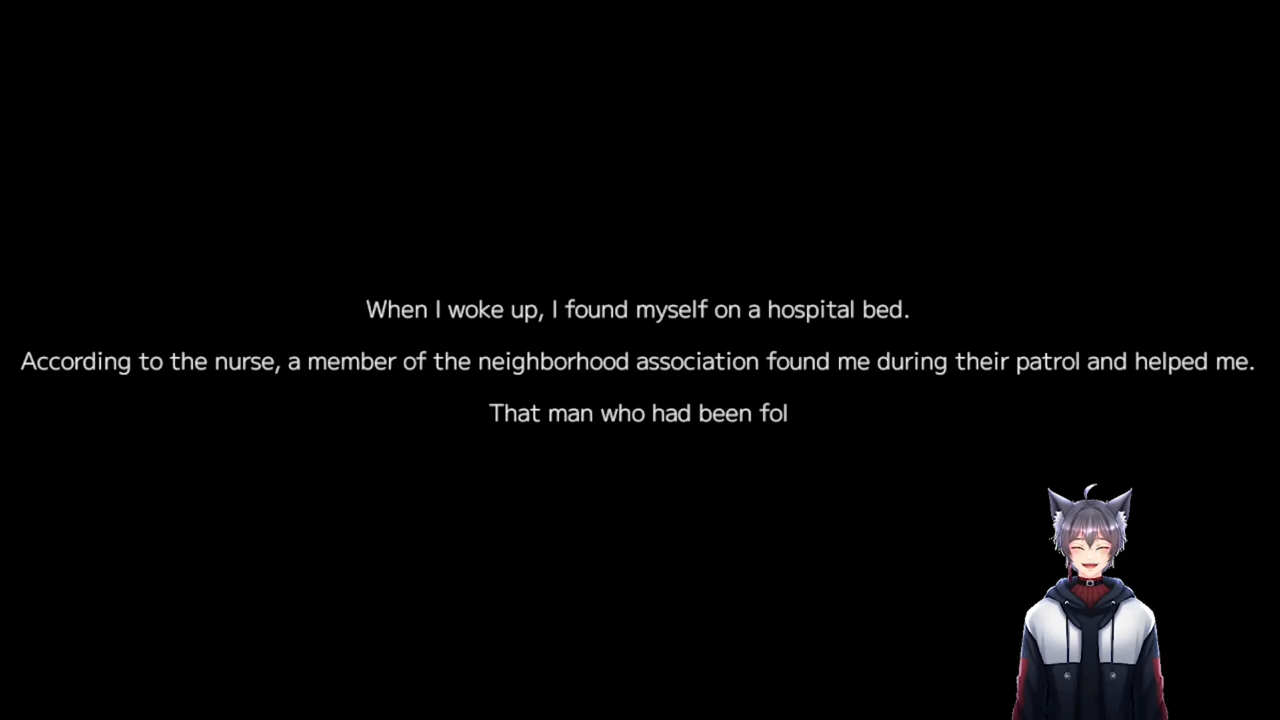 When I woke up, I found myself on a hospital bed.
According to the nurse, a member of the neighborhood association found me during their patrol and helped me.
That man who had been fol